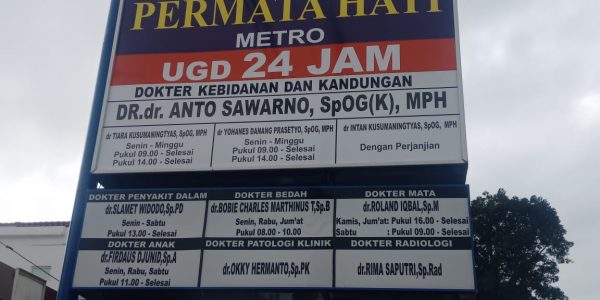 PERMATA HATI
METRO
UGD 24 JAM
DOKTER KEBIDANAN DAN KANDUNGAN
DR.dr. ANTO SAWARNO, SpOG(K), MPH
dr TIARA KUSUMANINGTYAS, SpOG, MPH
Senin - Minggu
Pukul 09.00 - Selesai
Pukul 14.00 - Selesai
dr YOHANES DANANG PRASETYO, SpOG, MPH
Senin - Minggu
Pukul 09.00 - Selesai
Pukul 14.00 - Selesai
dr INTAN KUSUMANINGTYAS, SpOG, MPH
Dengan Perjanjian
DOKTER PENYAKIT DALAM
dr.SLAMET WIDODO,Sp.PD
Senin - Sabtu
Pukul 13.00 - Selesai
DOKTER BEDAH
dr.BOBIE CHARLES MARTHINUS T,Sp.B
Senin, Rabu, Jum'at
Pukul 08.00 - 10.00
DOKTER MATA
dr.ROLAND IQBAL,Sp.M
Kamis, Jum'at: Pukul 16.00 - Selesai
Sabtu : Pukul 09.00 - Selesai
DOKTER ANAK
dr.FIRDAUS DJUNID,Sp.A
Senin, Rabu, Sabtu
Pukul 11.00 - Selesai
DOKTER PATOLOGI KLINIK
dr.OKKY HERMANTO,Sp.PK
DOKTER RADIOLOGI
dr.RIMA SAPUTRI,Sp.Rad